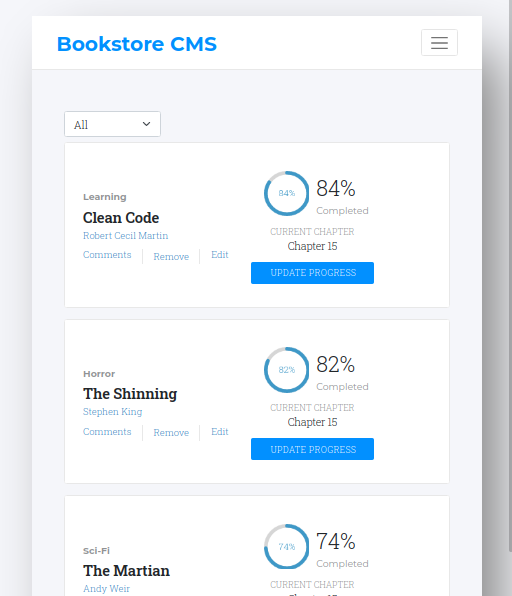 Bookstore CMS
All
Learning
Clean Code
Robert Cecil Martin
Comments Remove Edit
84%
84%
Completed
CURRENT CHAPTER
Chapter 15
UPDATE PROGRESS
Horror
The Shinning
Stephen King
Comments Remove Edit
82%
82%
Completed
CURRENT CHAPTER
Chapter 15
UPDATE PROGRESS
Sci-Fi
The Martian
Andy Weir
74%
74%
Completed
CURRENT CHAPTER